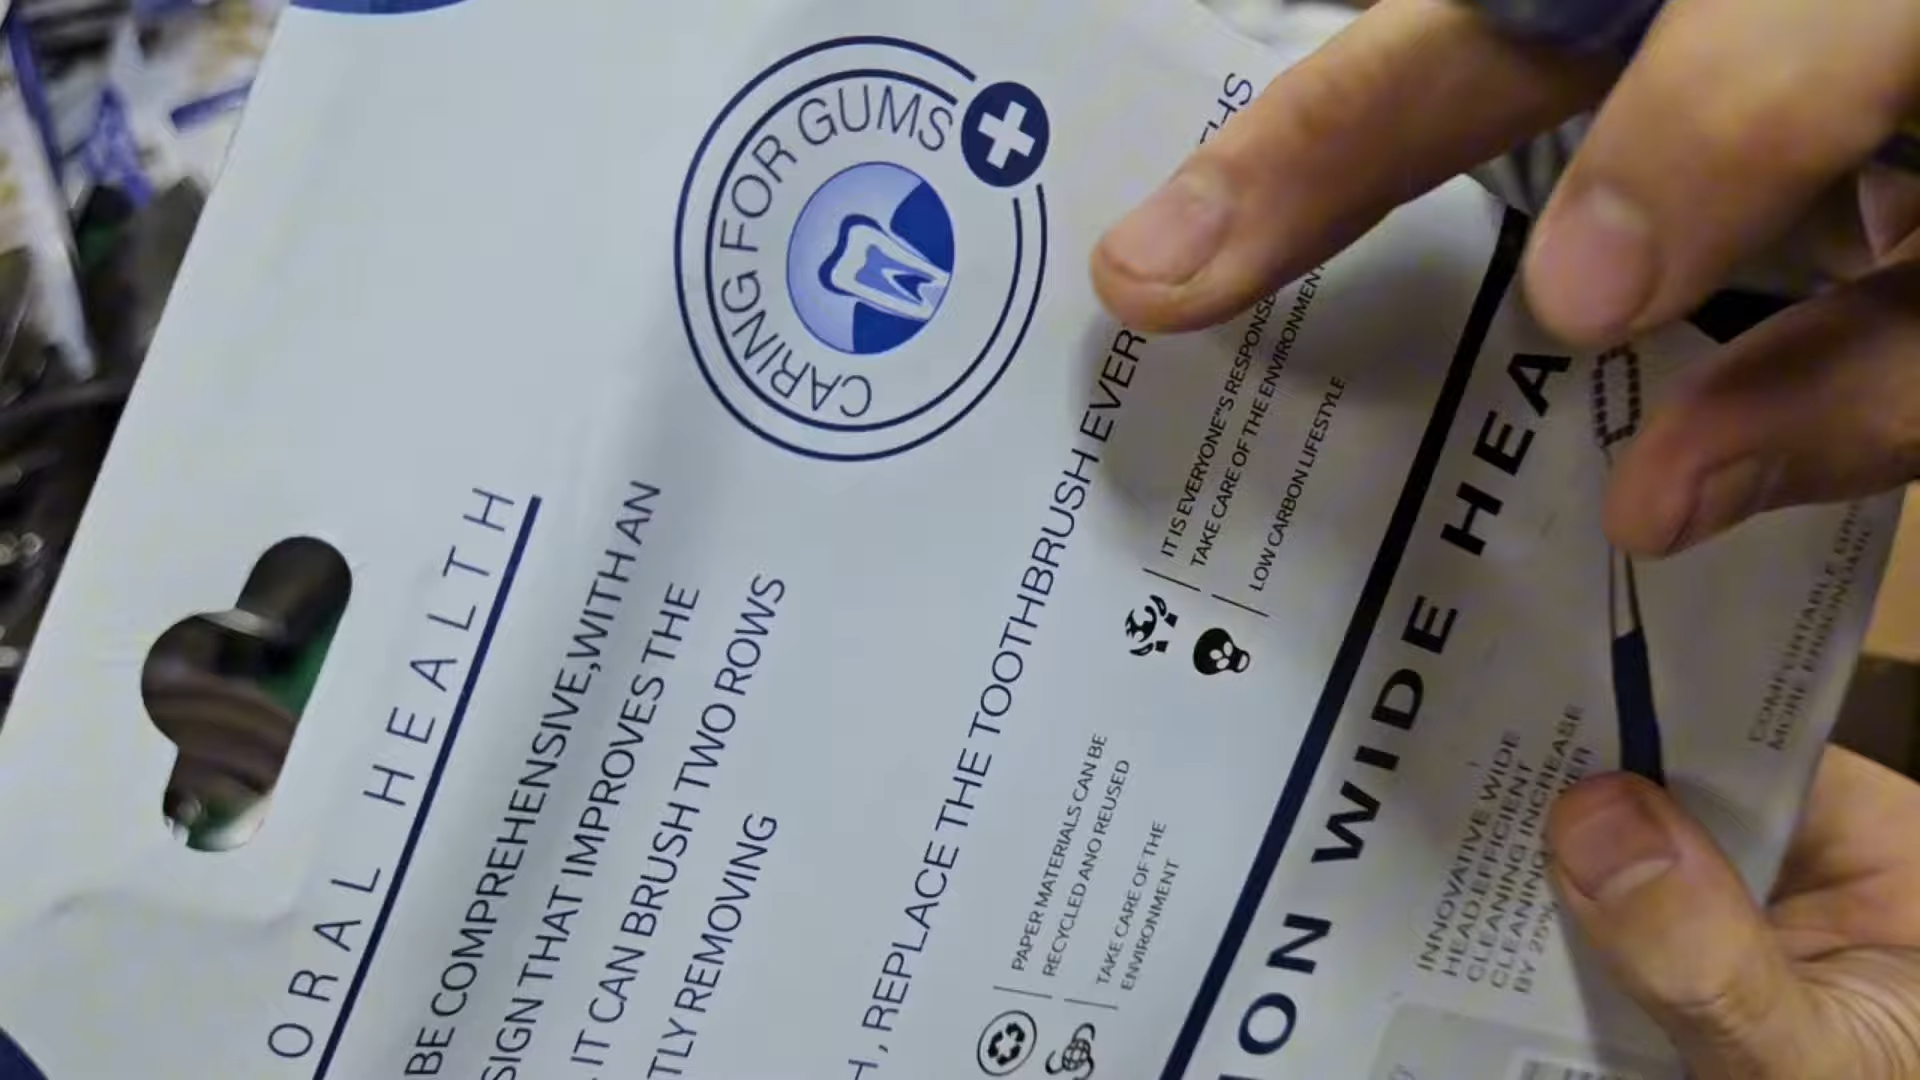 ORAL HEALTH
BE COMPREHENSIVE,WITH AN
SIGN THAT IMPROVES THE
IT CAN BRUSH TWO ROWS
TLY REMOVING
CARING FOR GUMS
H , REPLACE THE TOOTHBRUSH EVER
THS
PAPER MATERIALS CAN BE
RECYCLED ANO REUSED
TAKE CARE OF THE
ENVIRONMENT
IT IS EVERYONE"S RESPONSE
TAKE CARE OF THE ENVIRONMENT
LOW CARBON LIFESTYLE
ION WIDE HEA
INNOVATIVE WIDE
HEAD,EFFICIENT
CLEANING INCREASE
CLEANING
BY 25%
COMFORTABLE
MORE ERGONOMIC